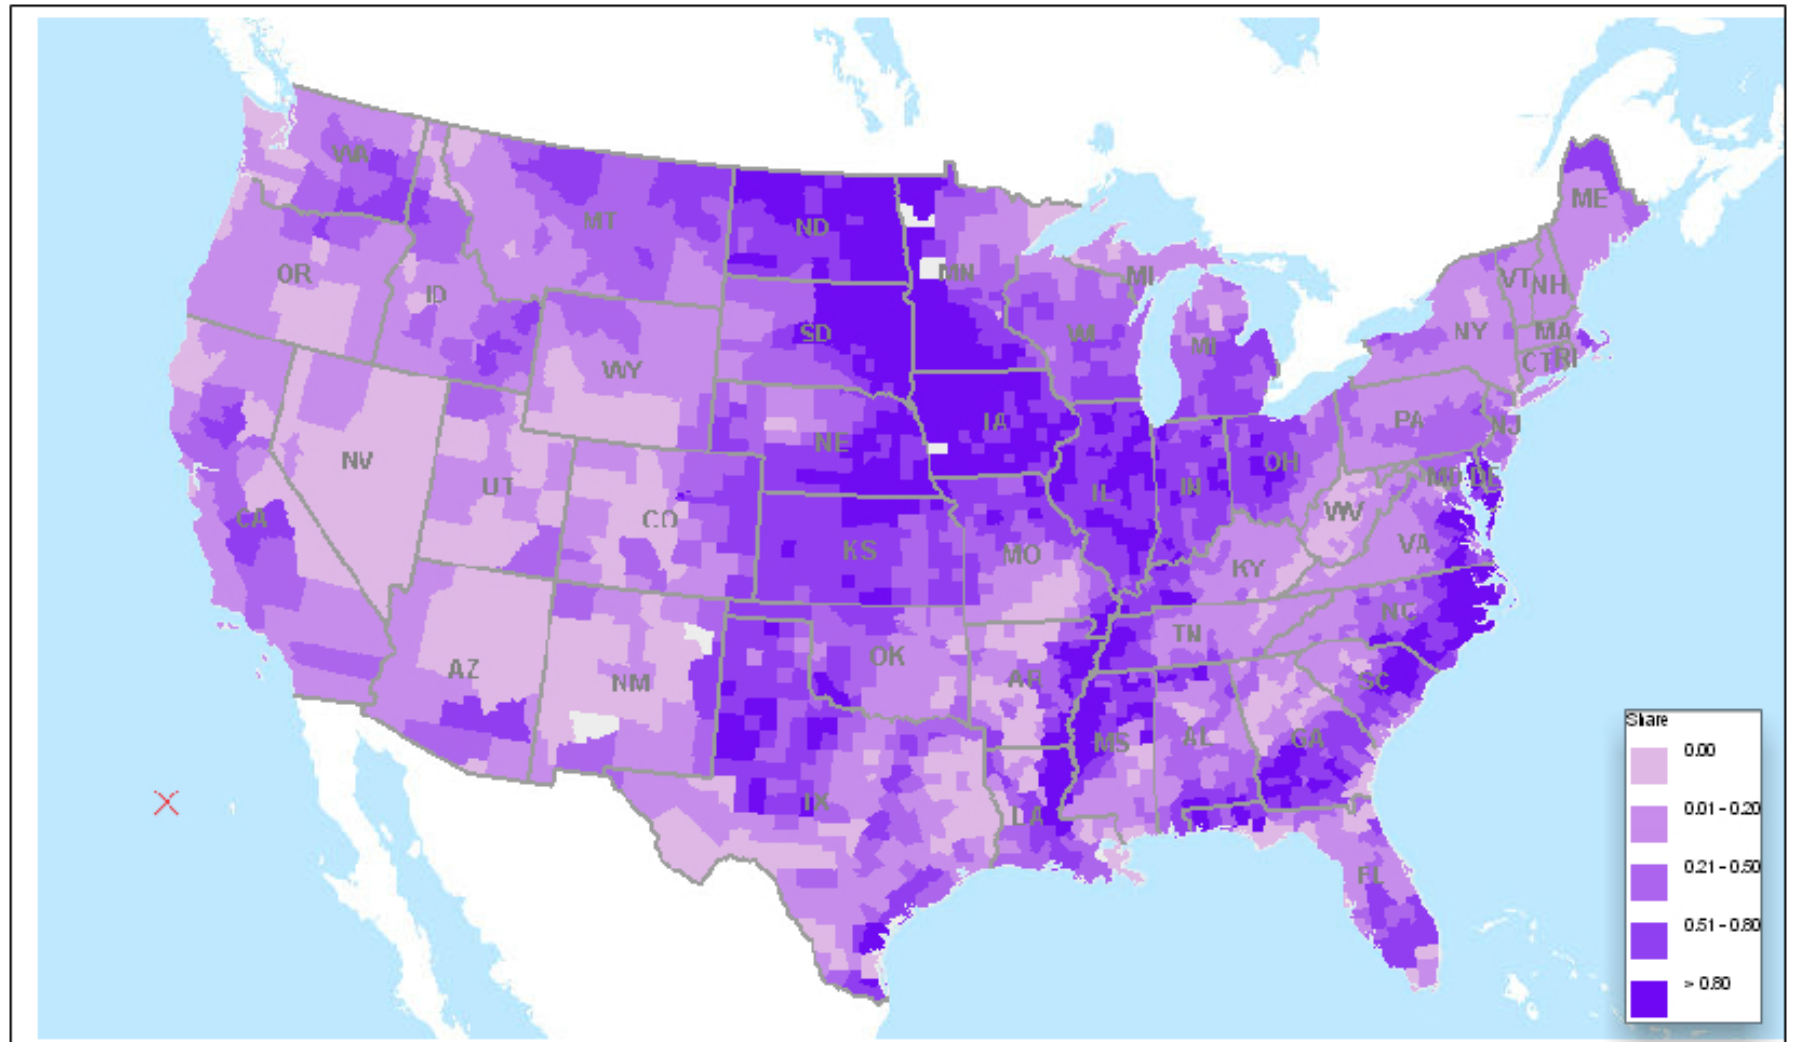 WA
MT
ND
ME
OR
ID
MN
MI
VT
NH
SD
WI
MI
NY
MA
WY
CT
RI
IA
PA
NJ
NE
NV
OH
UT
IL
IN
MD
DE
CA
CO
WV
KS
MO
VA
KY
NC
TN
OK
AZ
NM
AR
SC
MS
AL
GA
TX
LA
FL
Share
0.00
0.01 - 0.20
0.21 - 0.50
0.51 - 0.80
> 0.80